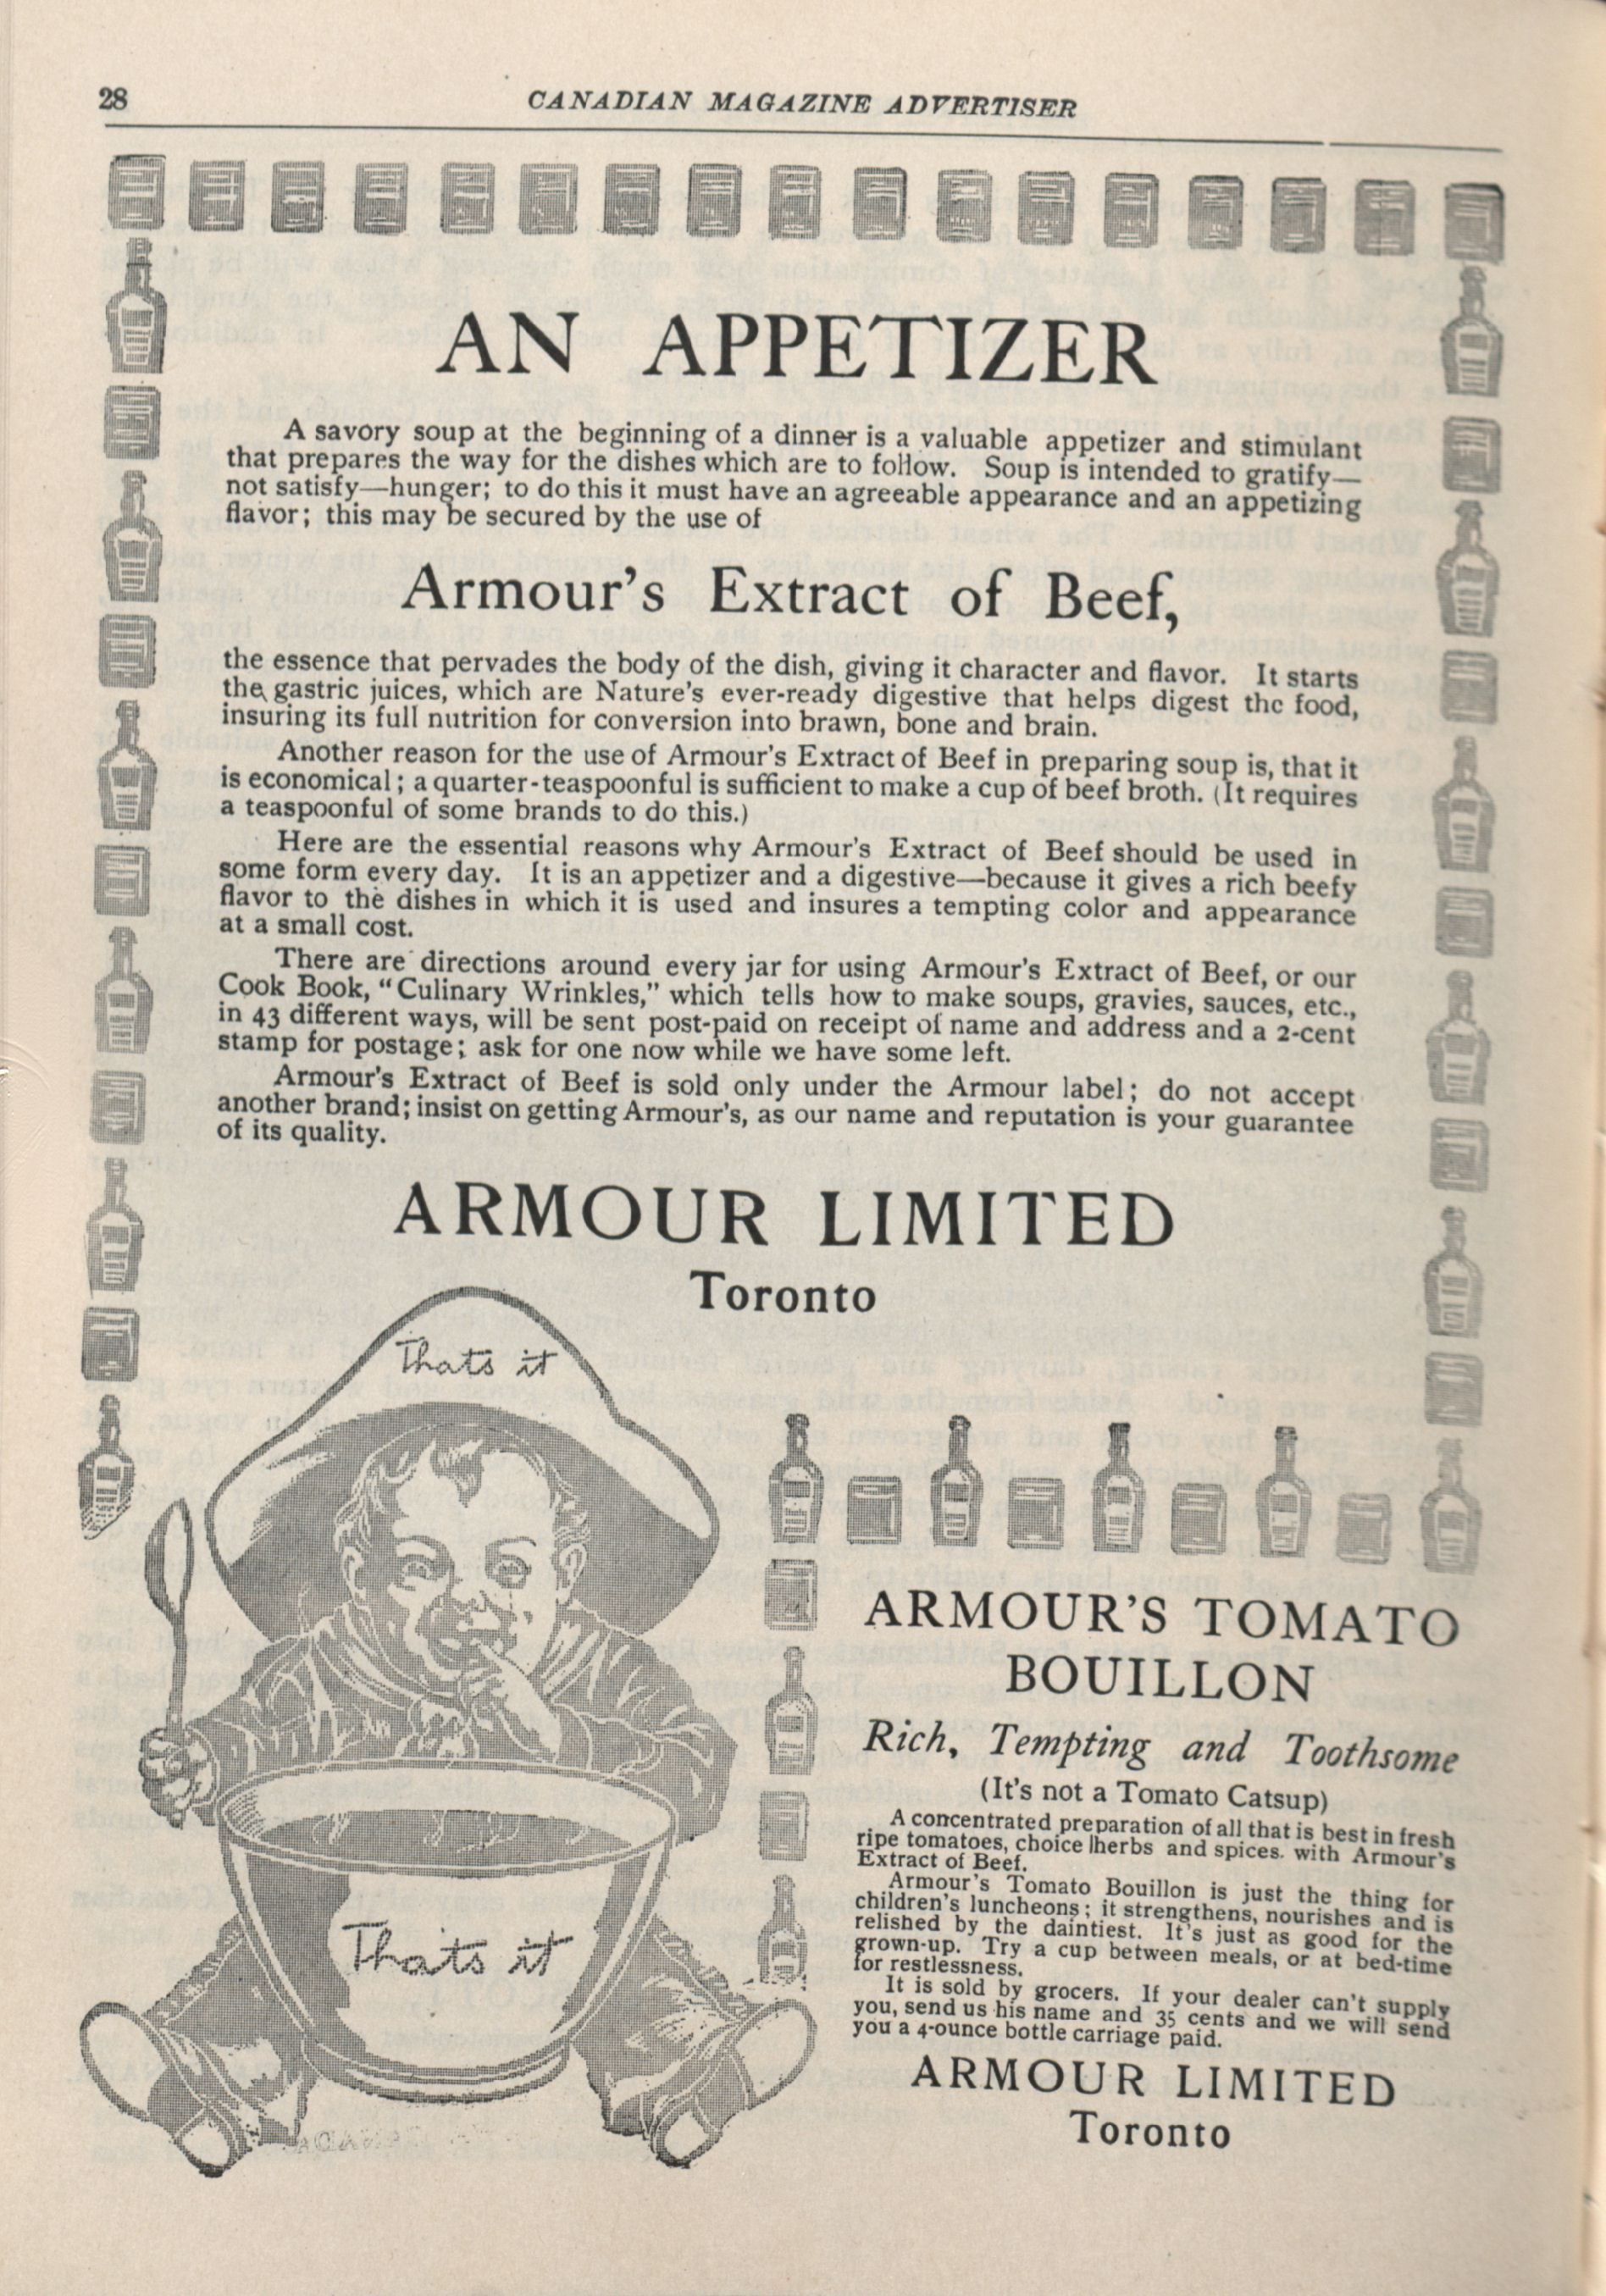 28
CANADIAN MAGAZINE ADVERTISER
AN APPETIZER
A savory soup at the beginning of a dinner is a valuable appetizer and stimulant
that prepares the way for the dishes which are to follow. Soup is intended to gratify—
not satisfy—hunger; to do this it must have an agreeable appearance and an appetizing
flavor; this may be secured by the use of
Armour's Extract of Beef,
the essence that pervades the body of the dish, giving it character and flavor. It starts
the gastric juices, which are Nature's ever-ready digestive that helps digest the food,
insuring its full nutrition for conversion into brawn, bone and brain.
Another reason for the use of Armour's Extract of Beef in preparing soup is, that it
is economical; a quarter-teaspoonful is sufficient to make a cup of beef broth. (It requires
a teaspoonful of some brands to do this.)
Here are the essential reasons why Armour's Extract of Beef should be used in
some form every day. It is an appetizer and a digestive—because it gives a rich beefy
flavor to the dishes in which it is used and insures a tempting color and appearance
at a small cost.
There are directions around every jar for using Armour's Extract of Beef, or our
Cook Book, "Culinary Wrinkles," which tells how to make soups, gravies, sauces, etc.,
in 43 different ways, will be sent post-paid on receipt of name and address and a 2-cent
stamp for postage; ask for one now while we have some left.
Armour's Extract of Beef is sold only under the Armour label; do not accept
another brand; insist on getting Armour's, as our name and reputation is your guarantee
of its quality.
ARMOUR LIMITED
Toronto
Thats it
Thats it
ARMOUR'S TOMATO
BOUILLON
Rich, Tempting and Toothsome
(It's not a Tomato Catsup)
A concentrated preparation of all that is best in fresh
ripe tomatoes, choice herbs and spices. with Armour's
Extract of Beef.
Armour's Tomato Bouillon is just the thing for
children's luncheons; it strengthens, nourishes and is
relished by the daintiest. It's just as good for the
grown-up. Try a cup between meals, or at bed-time
for restlessness.
It is sold by grocers. If your dealer can't supply
you, send us his name and 35 cents and we will send
you a 4-ounce bottle carriage paid.
ARMOUR LIMITED
Toronto